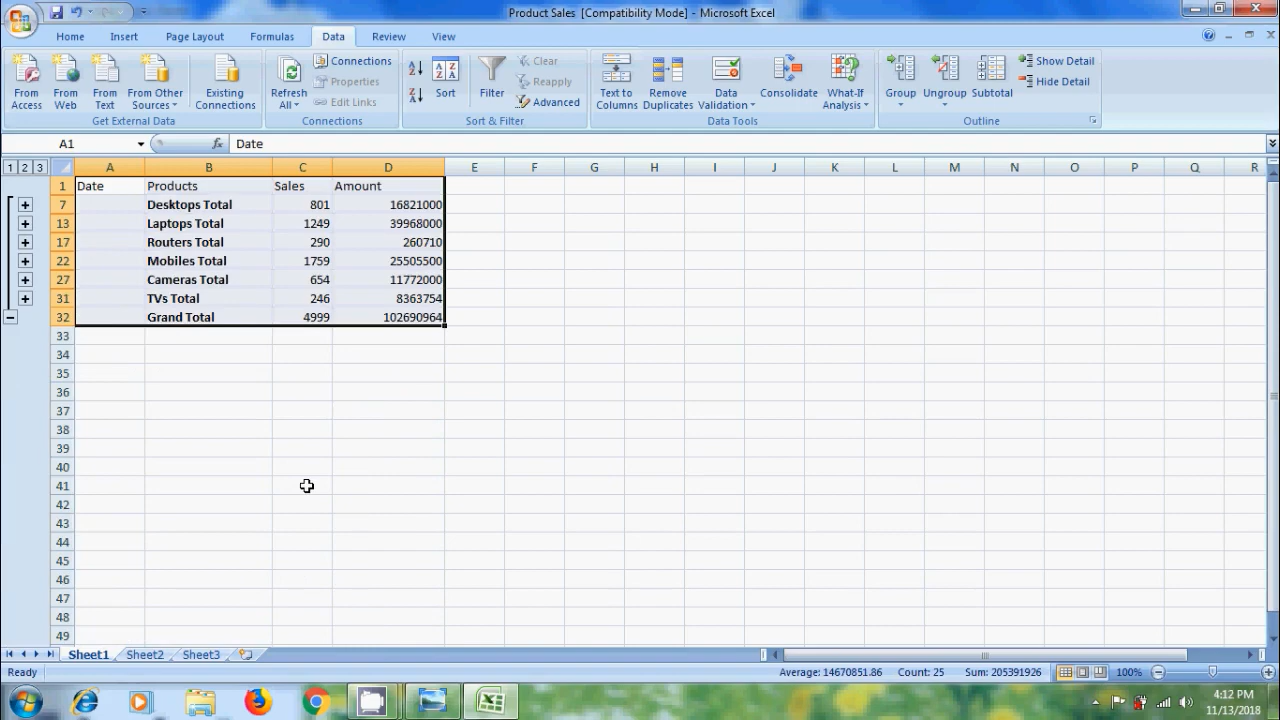 Product Sales [Compatibility Mode] - Microsoft Excel
Home Insert Page Layout Formulas Data Review View
From Access
From Web
From Text
From Other Sources
Existing Connections
Get External Data
Refresh All
Connections
Properties
Edit Links
Connections
Sort
Filter
Clear
Reapply
Advanced
Sort & Filter
Text to Columns
Remove Duplicates
Data Validation
Consolidate
What-If Analysis
Data Tools
Group
Ungroup
Subtotal
Show Detail
Hide Detail
Outline
A1 fx Date
1 2 3 A B C D E F G H I J K L M N O P Q R
1 Date Products Sales Amount
7 Desktops Total 801 16821000
13 Laptops Total 1249 39968000
17 Routers Total 290 260710
22 Mobiles Total 1759 25505500
27 Cameras Total 654 11772000
31 TVs Total 246 8363754
32 Grand Total 4999 102690964
33
34
35
36
37
38
39
40
41
42
43
44
45
46
47
48
49
Sheet1 Sheet2 Sheet3
Ready Average: 14670851.86 Count: 25 Sum: 205391926 100%
4:12 PM
11/13/2018